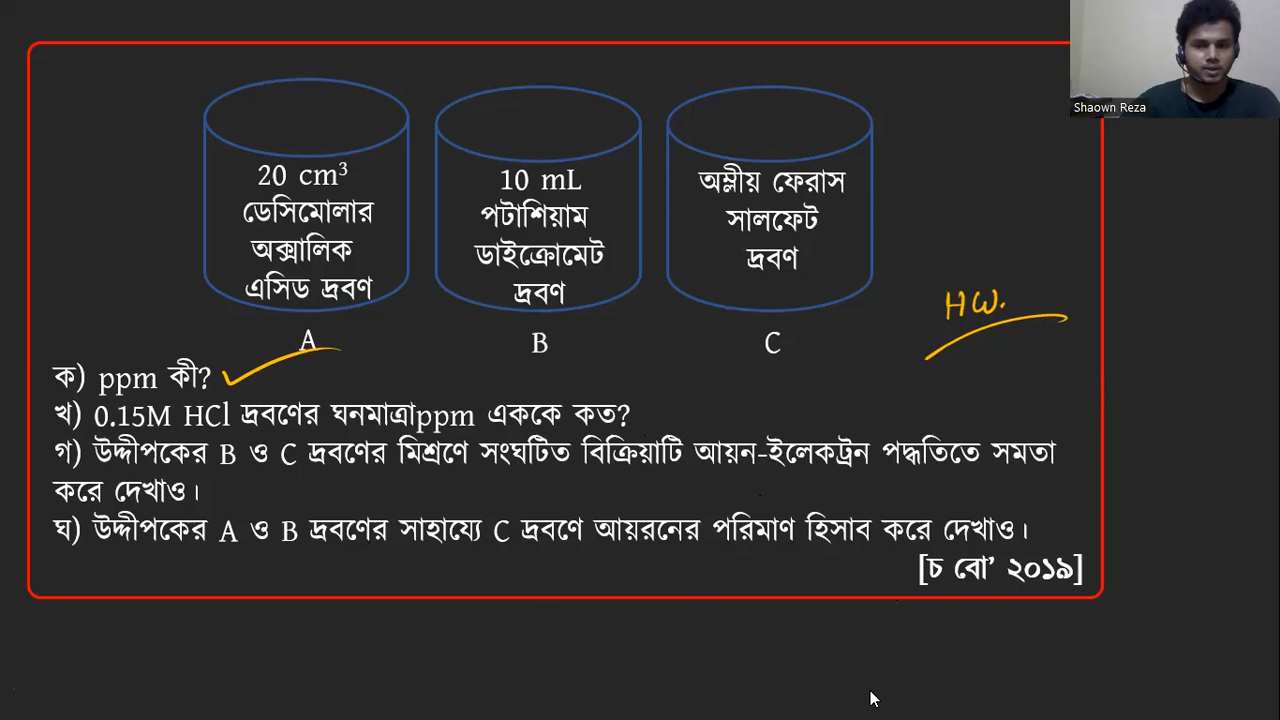 Shaown Reza
20 cm³
ডেসিমোলার
অক্সালিক
এসিড দ্রবণ
A
10 mL
পটাশিয়াম
ডাইক্রোমেট
দ্রবণ
B
অম্লীয় ফেরাস
সালফেট
দ্রবণ
C
HW.
ক) ppm কী?
খ) 0.15M HCl দ্রবণের ঘনমাত্রাppm এককে কত?
গ) উদ্দীপকের B ও C দ্রবণের মিশ্রণে সংঘটিত বিক্রিয়াটি আয়ন-ইলেকট্রন পদ্ধতিতে সমতা
করে দেখাও।
ঘ) উদ্দীপকের A ও B দ্রবণের সাহায্যে C দ্রবণে আয়রনের পরিমাণ হিসাব করে দেখাও।
[চ বো’ ২০১৯]